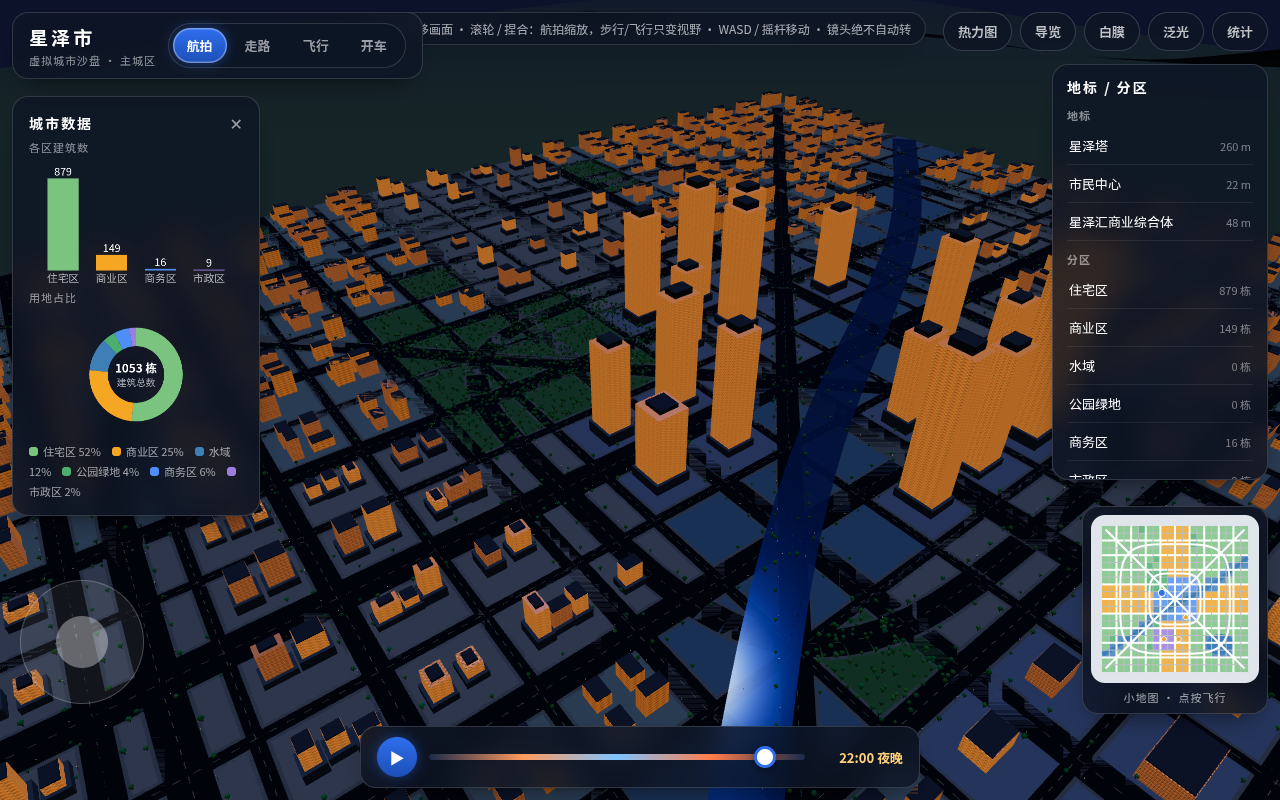 星泽市
虚拟城市沙盘 · 主城区
航拍
走路
飞行
开车
画面 · 滚轮 / 捏合：航拍缩放，步行/飞行只变视野 · WASD / 摇杆移动 · 镜头绝不自动转
热力图
导览
白膜
泛光
统计
城市数据
×
各区建筑数
879
149
16
9
住宅区
商业区
商务区
市政区
用地占比
1053 栋
建筑总数
住宅区 52% 商业区 25% 水域
12% 公园绿地 4% 商务区 6%
市政区 2%
地标 / 分区
地标
星泽塔 260 m
市民中心 22 m
星泽汇商业综合体 48 m
分区
住宅区 879 栋
商业区 149 栋
水域 0 栋
公园绿地 0 栋
商务区 16 栋
小地图 · 点按飞行
22:00 夜晚